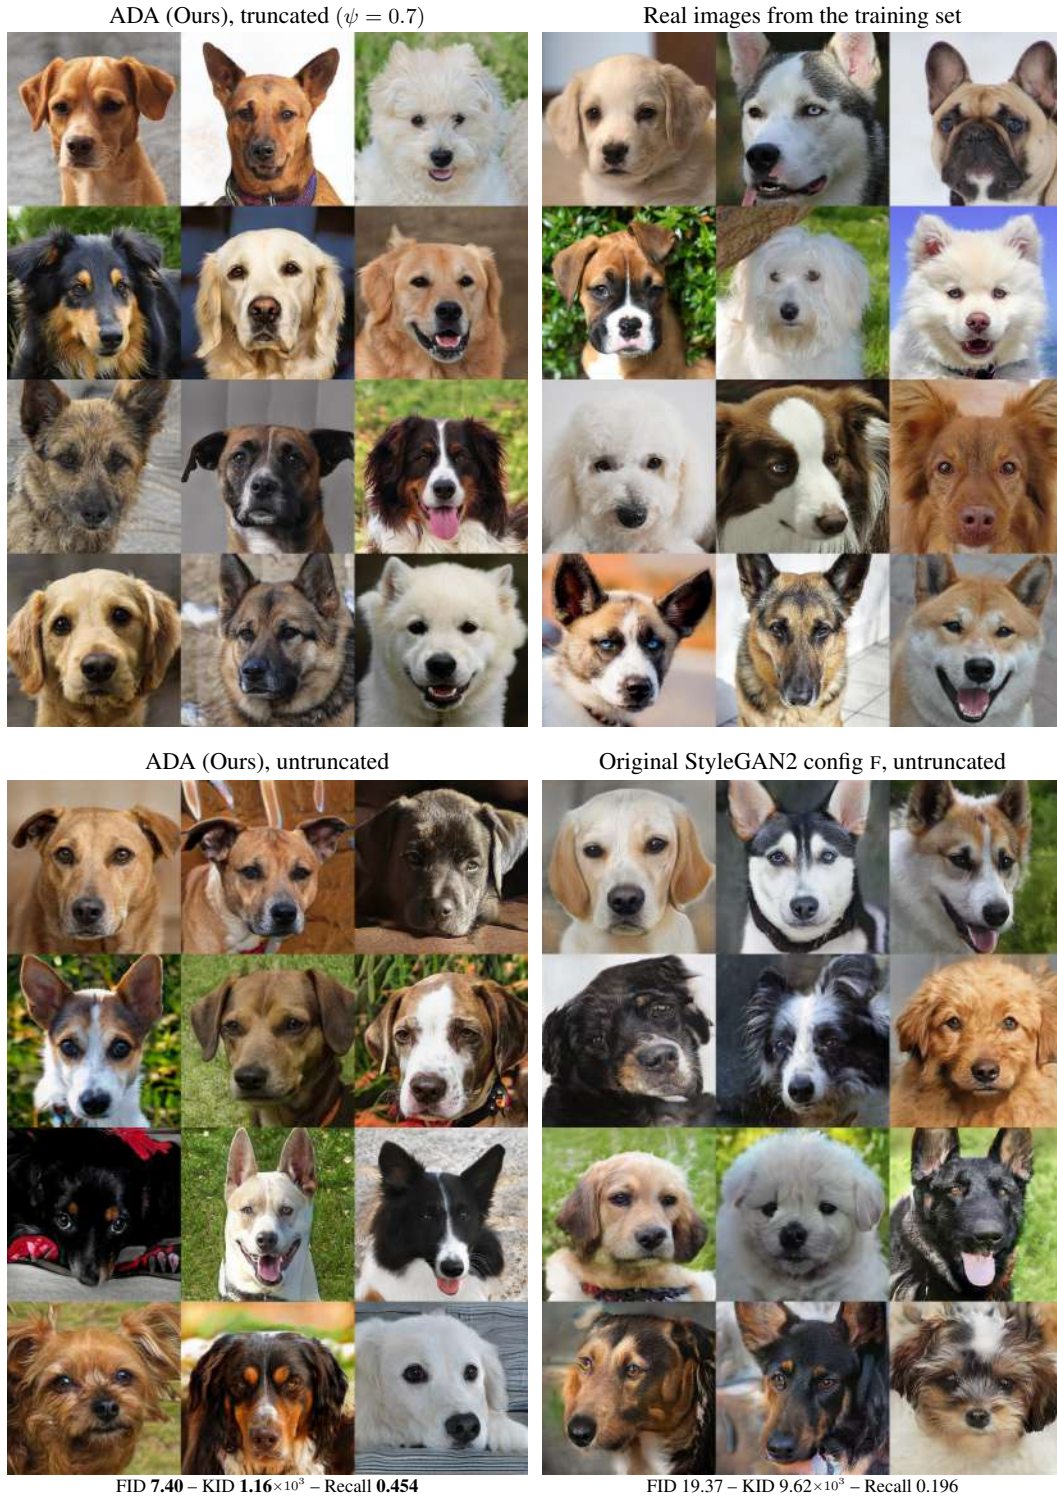 ADA (Ours), truncated (ψ = 0.7)
Real images from the training set
ADA (Ours), untruncated
Original StyleGAN2 config F, untruncated
FID 7.40 – KID 1.16×10³ – Recall 0.454
FID 19.37 – KID 9.62×10³ – Recall 0.196